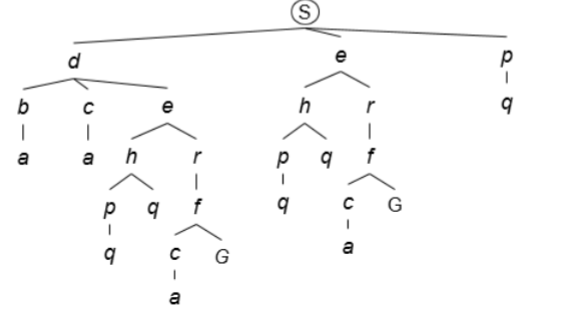 S
d e p
b c e h r q
a a h r p q f
p q f q c G
q c G a
a